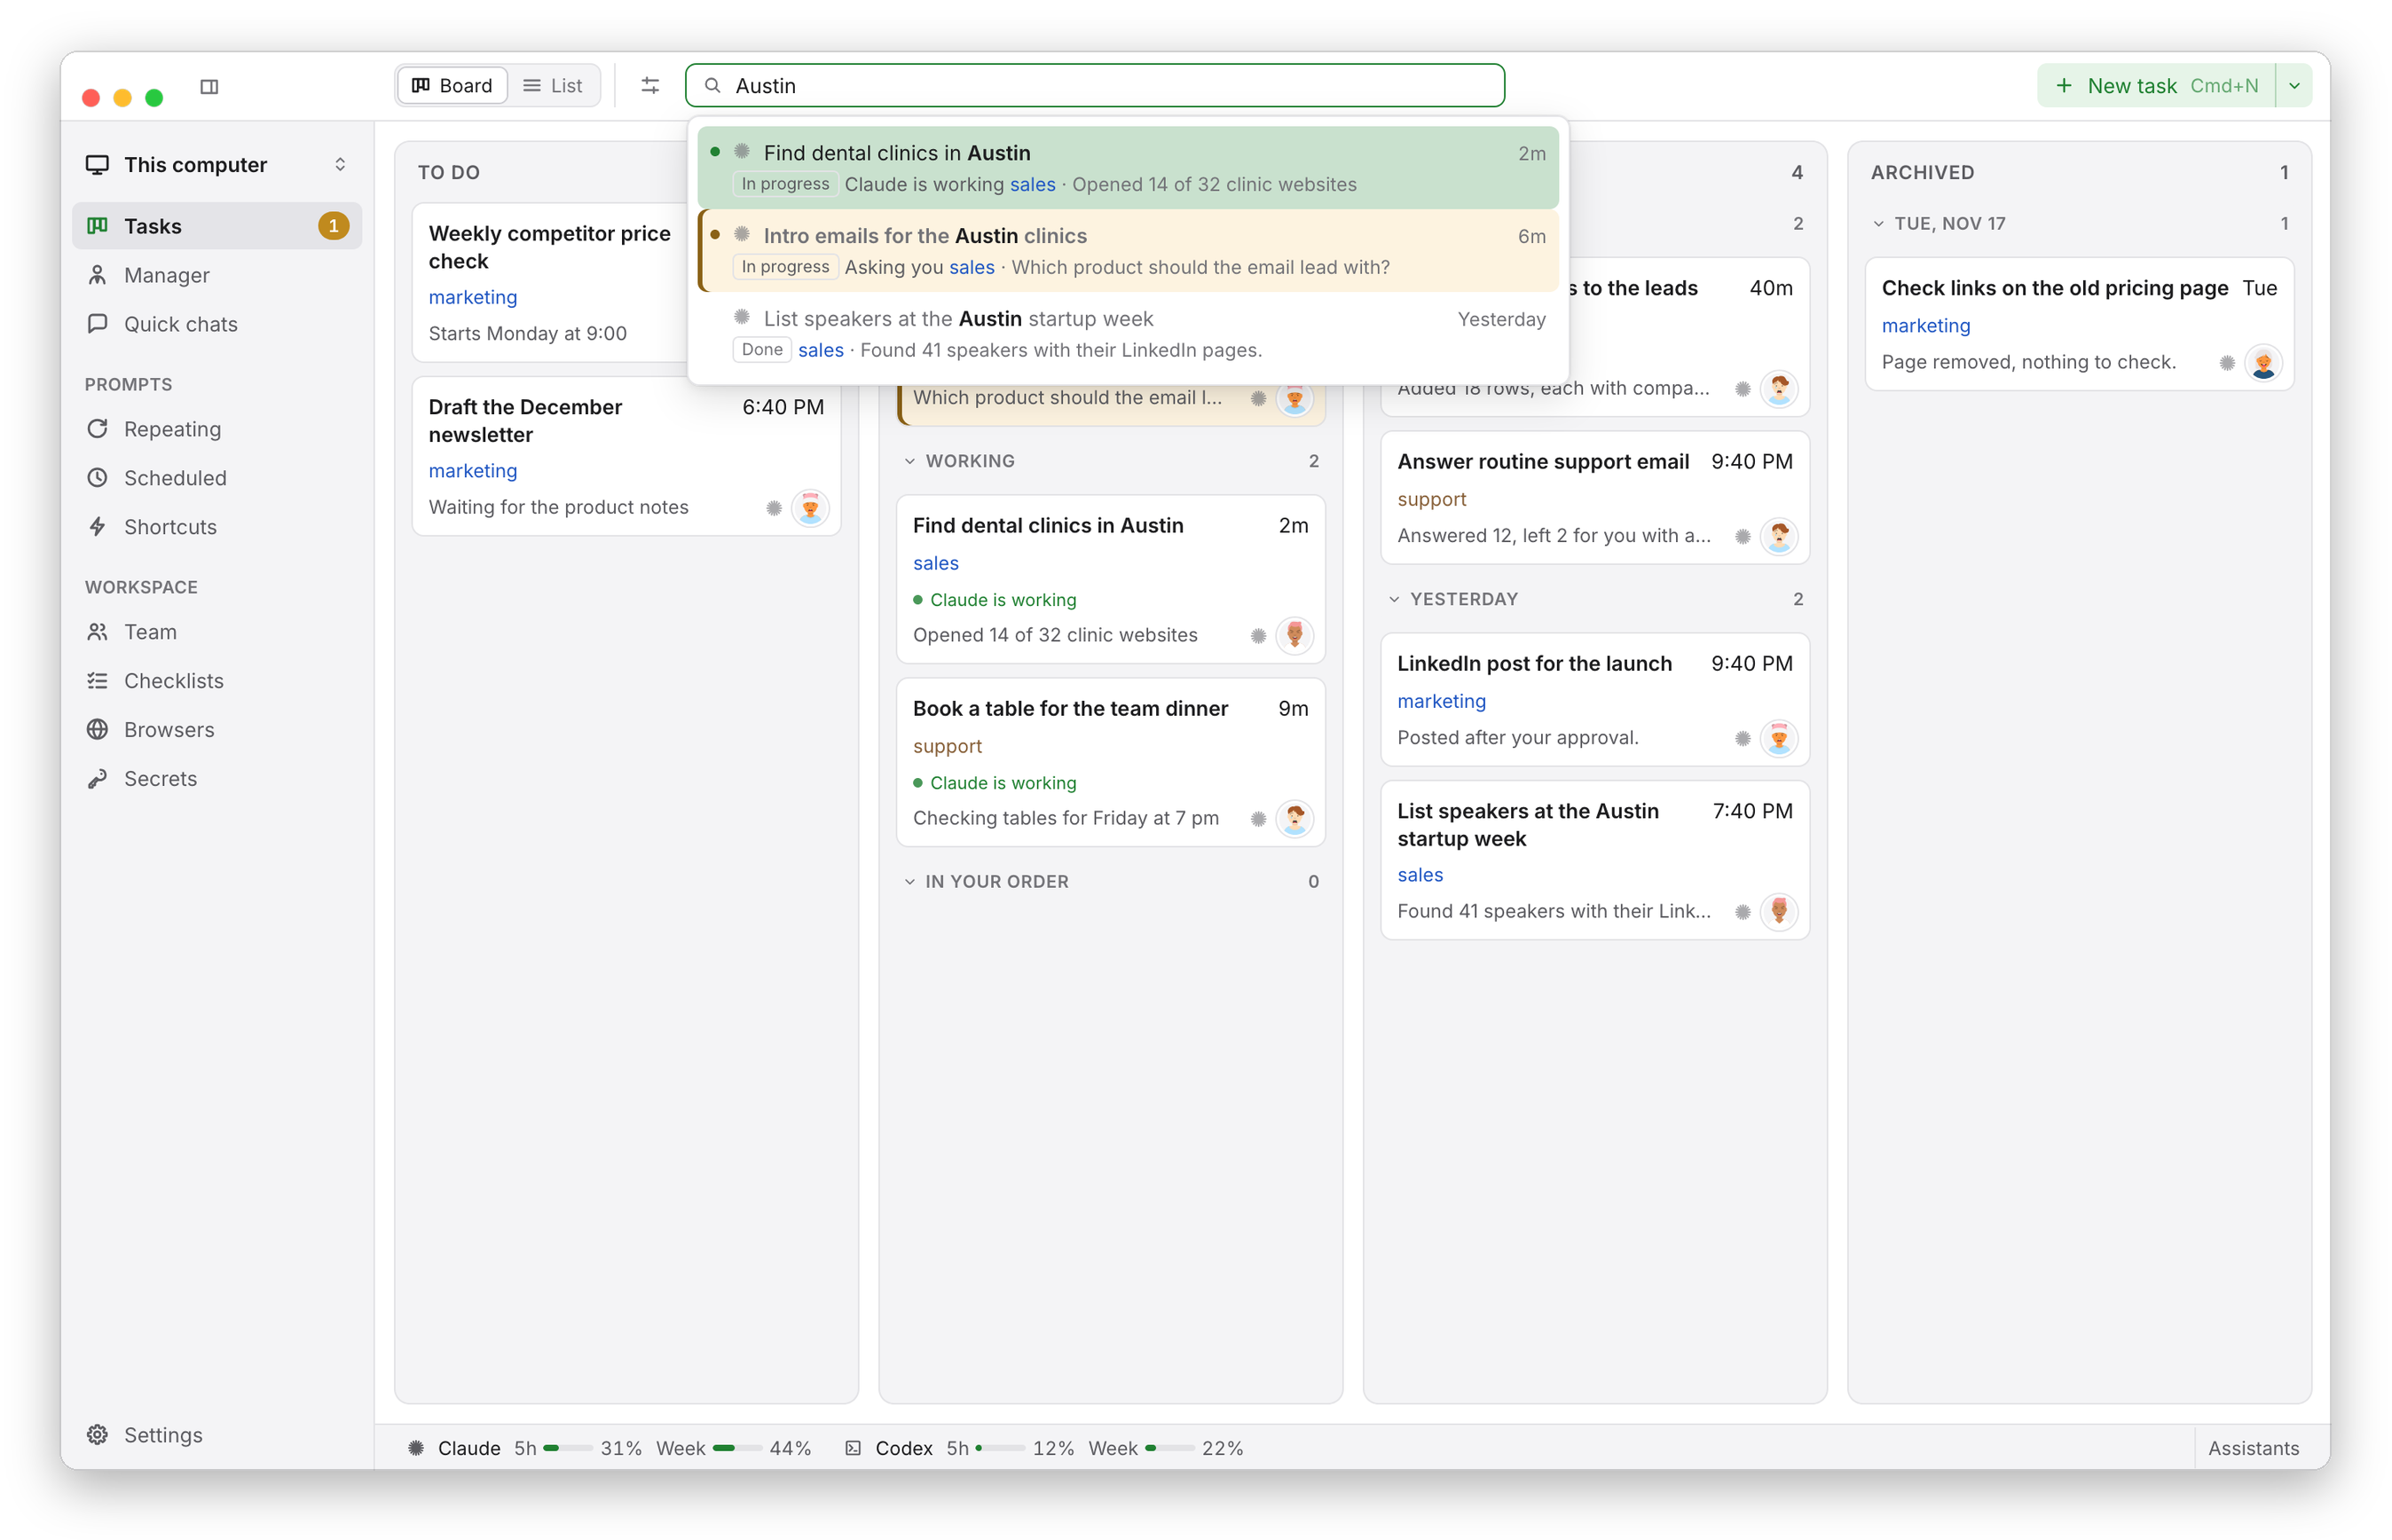 Board
List
Austin
New task Cmd+N
This computer
Tasks 1
Manager
Quick chats
PROMPTS
Repeating
Scheduled
Shortcuts
WORKSPACE
Team
Checklists
Browsers
Secrets
Settings
Find dental clinics in Austin 2m
In progress Claude is working sales · Opened 14 of 32 clinic websites
Intro emails for the Austin clinics 6m
In progress Asking you sales · Which product should the email lead with?
List speakers at the Austin startup week Yesterday
Done sales · Found 41 speakers with their LinkedIn pages.
TO DO
Weekly competitor price
check
marketing
Starts Monday at 9:00
Draft the December 6:40 PM
newsletter
marketing
Waiting for the product notes
Which product should the email l...
WORKING 2
Find dental clinics in Austin 2m
sales
Claude is working
Opened 14 of 32 clinic websites
Book a table for the team dinner 9m
support
Claude is working
Checking tables for Friday at 7 pm
IN YOUR ORDER 0
4
2
s to the leads 40m
Added 18 rows, each with compa...
Answer routine support email 9:40 PM
support
Answered 12, left 2 for you with a...
YESTERDAY 2
LinkedIn post for the launch 9:40 PM
marketing
Posted after your approval.
List speakers at the Austin 7:40 PM
startup week
sales
Found 41 speakers with their Link...
ARCHIVED 1
TUE, NOV 17 1
Check links on the old pricing page Tue
marketing
Page removed, nothing to check.
Claude 5h 31% Week 44% Codex 5h 12% Week 22%
Assistants